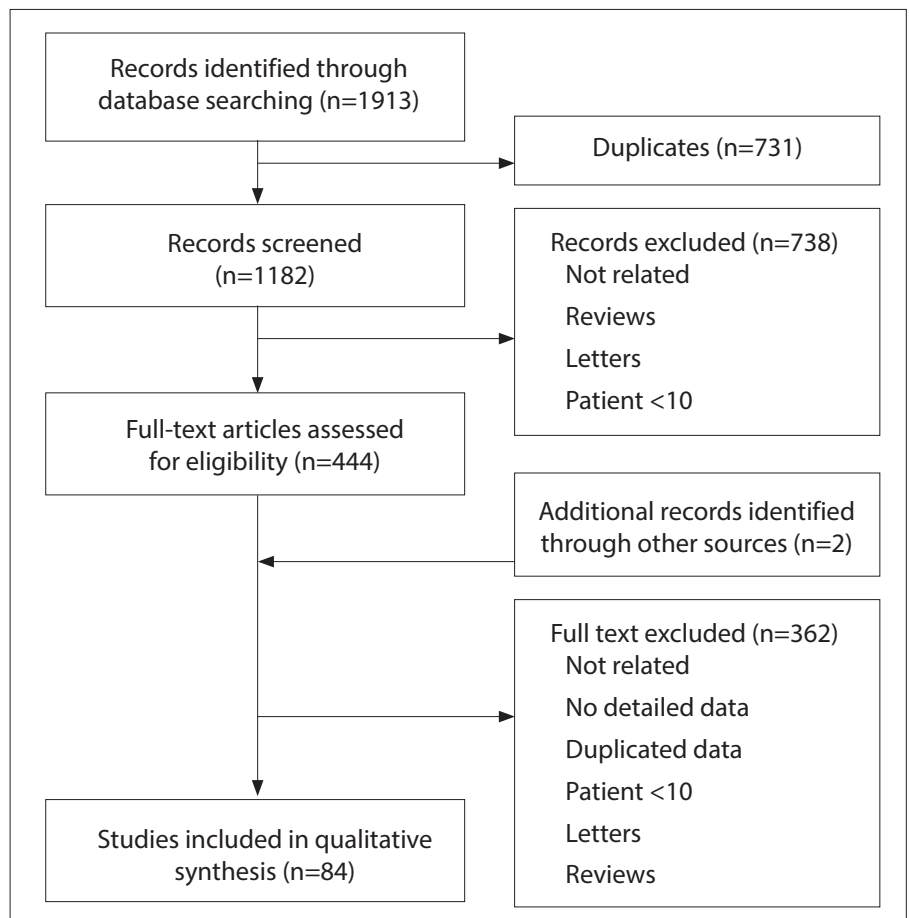 Records identified through
database searching (n=1913)
Duplicates (n=731)
Records screened
(n=1182)
Records excluded (n=738)
Not related
Reviews
Letters
Patient <10
Full-text articles assessed
for eligibility (n=444)
Additional records identified
through other sources (n=2)
Full text excluded (n=362)
Not related
No detailed data
Duplicated data
Patient <10
Letters
Reviews
Studies included in qualitative
synthesis (n=84)